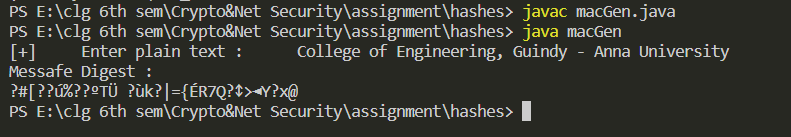 PS E:\clg 6th sem\Crypto&Net Security\assignment\hashes> javac macGen.java
PS E:\clg 6th sem\Crypto&Net Security\assignment\hashes> java macGen
[+]     Enter plain text :      College of Engineering, Guindy - Anna University
Messafe Digest :
?#[??ú%??ºTÜ ?ùk?|={ÉR7Q?↕>◄Y?x@
PS E:\clg 6th sem\Crypto&Net Security\assignment\hashes>